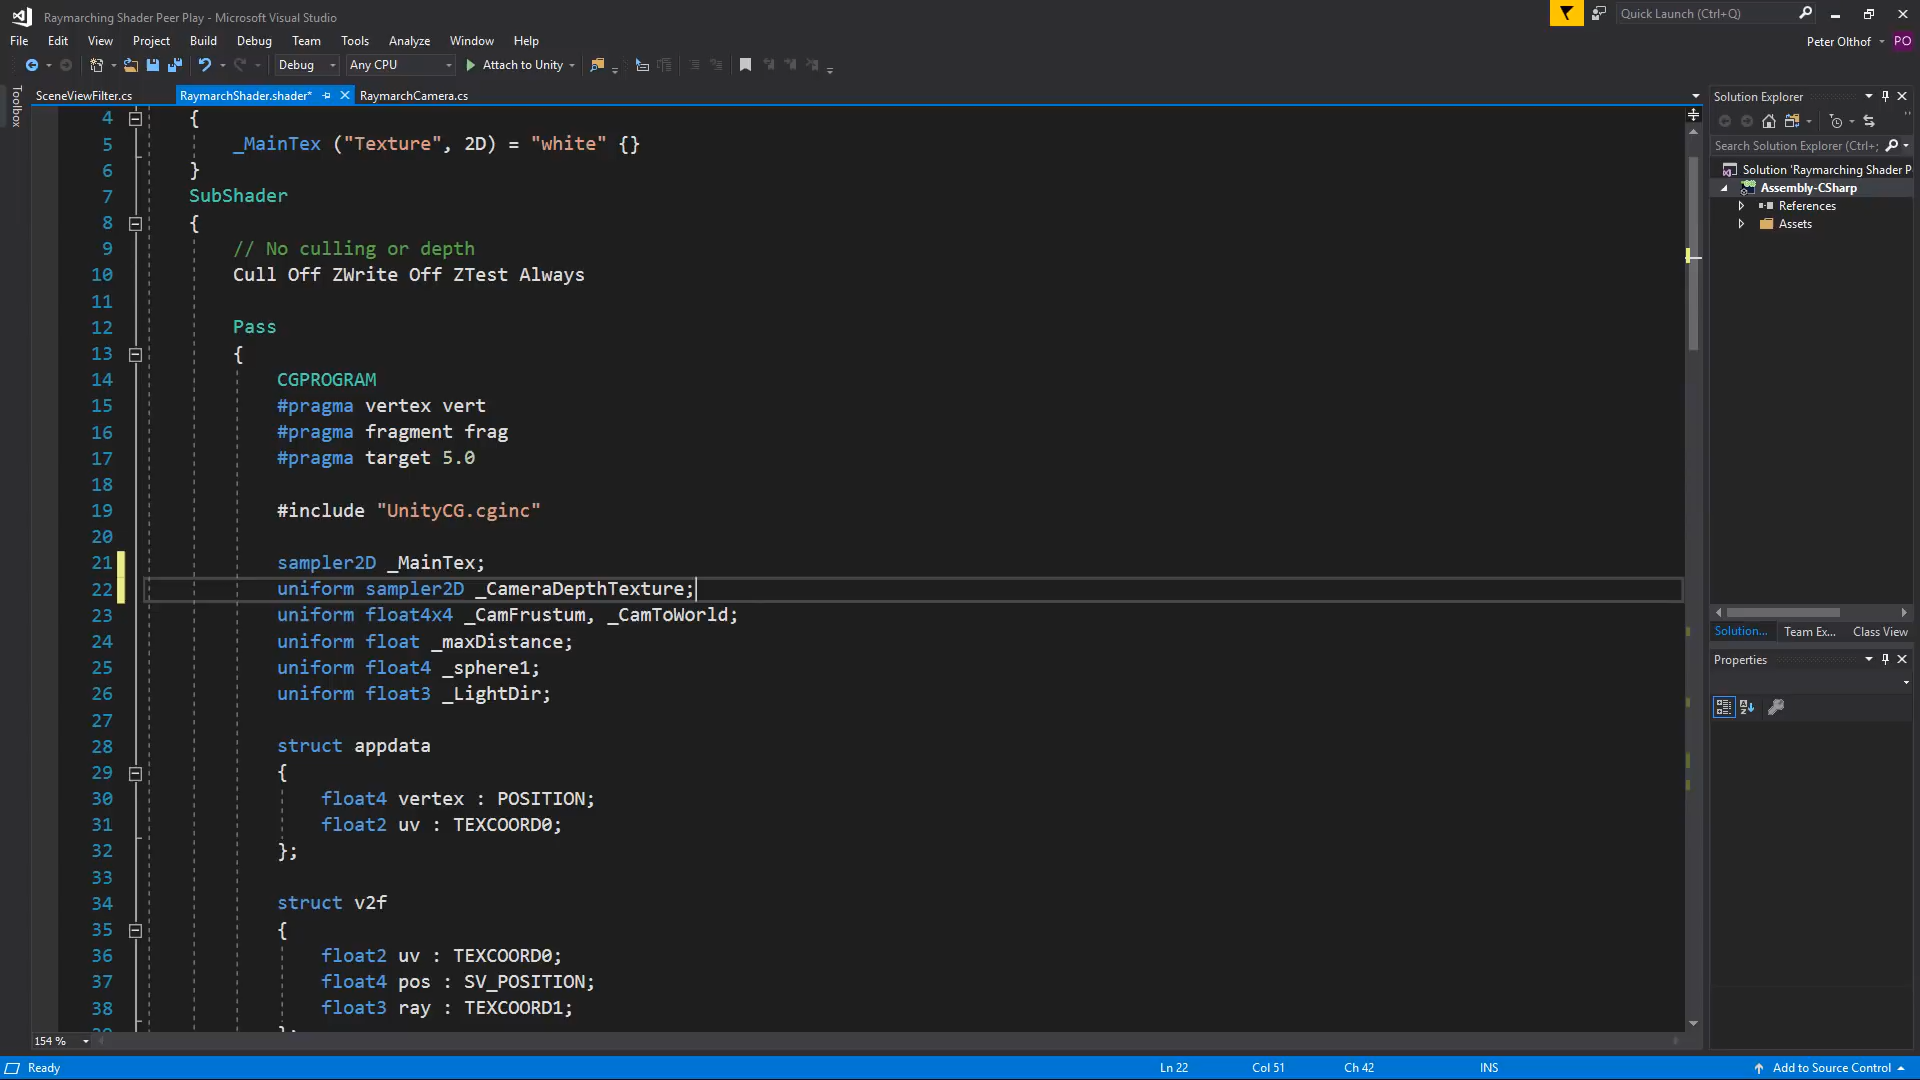 Raymarching Shader Peer Play - Microsoft Visual Studio
Quick Launch (Ctrl+Q)
File Edit View Project Build Debug Team Tools Analyze Window Help
Peter Olthof PO
Debug Any CPU Attach to Unity
Toolbox
SceneViewFilter.cs RaymarchShader.shader* RaymarchCamera.cs
4 {
5 _MainTex ("Texture", 2D) = "white" {}
6 }
7 SubShader
8 {
9 // No culling or depth
10 Cull Off ZWrite Off ZTest Always
11
12 Pass
13 {
14 CGPROGRAM
15 #pragma vertex vert
16 #pragma fragment frag
17 #pragma target 5.0
18
19 #include "UnityCG.cginc"
20
21 sampler2D _MainTex;
22 uniform sampler2D _CameraDepthTexture;
23 uniform float4x4 _CamFrustum, _CamToWorld;
24 uniform float _maxDistance;
25 uniform float4 _sphere1;
26 uniform float3 _LightDir;
27
28 struct appdata
29 {
30 float4 vertex : POSITION;
31 float2 uv : TEXCOORD0;
32 };
33
34 struct v2f
35 {
36 float2 uv : TEXCOORD0;
37 float4 pos : SV_POSITION;
38 float3 ray : TEXCOORD1;
39 };
154 %
Solution Explorer
Search Solution Explorer (Ctrl+;
Solution 'Raymarching Shader P
Assembly-CSharp
References
Assets
Solution... Team Ex... Class View
Properties
Ready Ln 22 Col 51 Ch 42 INS Add to Source Control